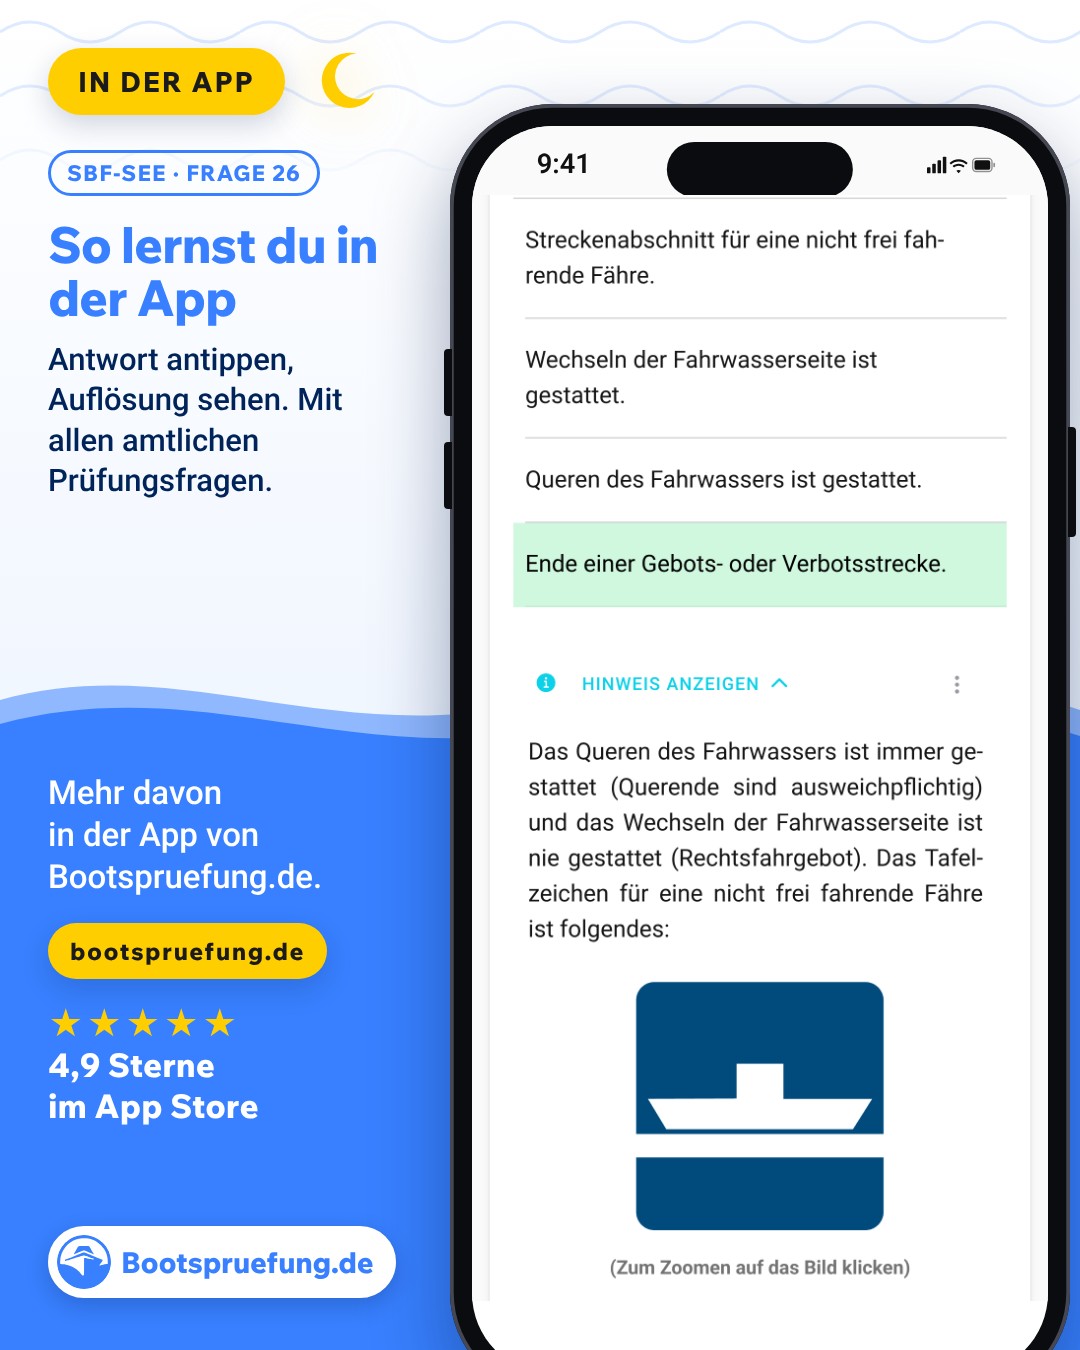 IN DER APP
SBF-SEE · FRAGE 26
So lernst du in
der App
Antwort antippen,
Auflösung sehen. Mit
allen amtlichen
Prüfungsfragen.
Mehr davon
in der App von
Bootspruefung.de.
bootspruefung.de
★★★★★
4,9 Sterne
im App Store
Bootspruefung.de
9:41
Streckenabschnitt für eine nicht frei fah-
rende Fähre.
Wechseln der Fahrwasserseite ist
gestattet.
Queren des Fahrwassers ist gestattet.
Ende einer Gebots- oder Verbotsstrecke.
HINWEIS ANZEIGEN
Das Queren des Fahrwassers ist immer ge-
stattet (Querende sind ausweichpflichtig)
und das Wechseln der Fahrwasserseite ist
nie gestattet (Rechtsfahrgebot). Das Tafel-
zeichen für eine nicht frei fahrende Fähre
ist folgendes:
(Zum Zoomen auf das Bild klicken)